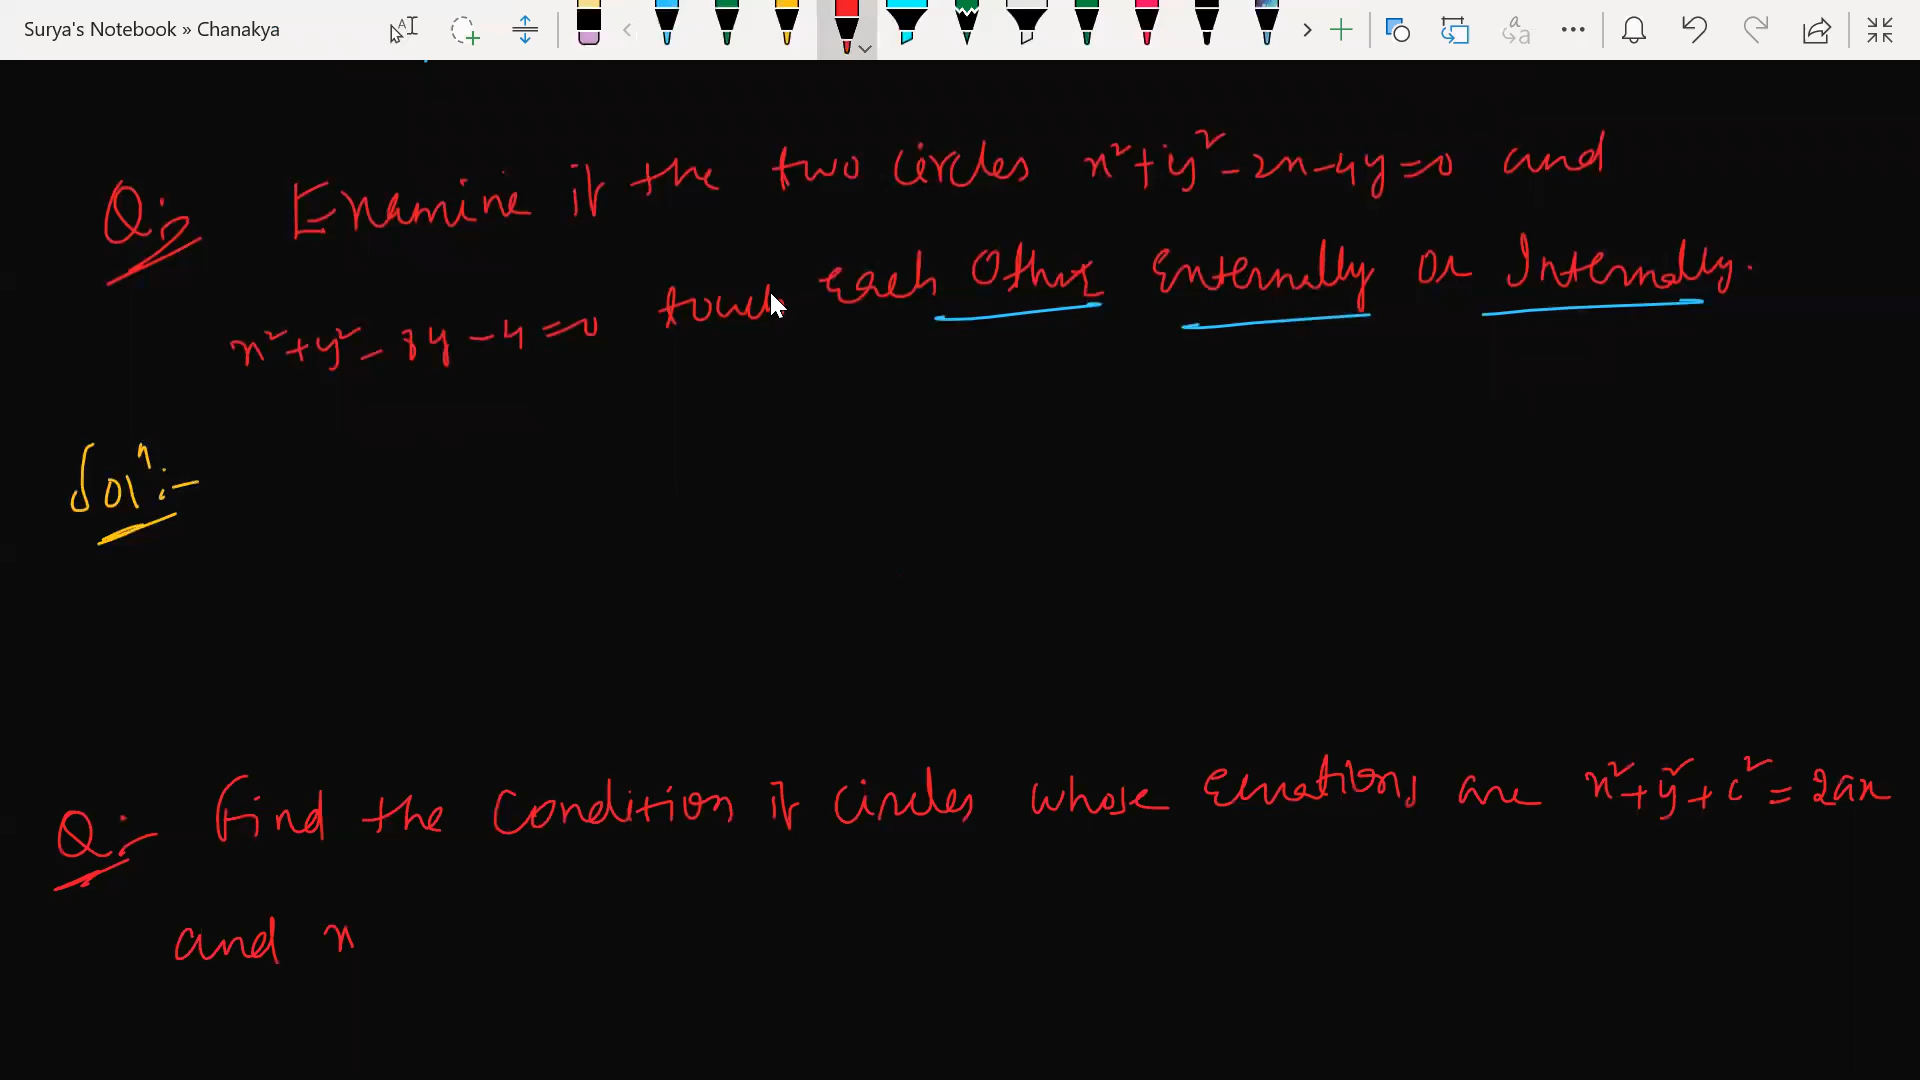 Surya's Notebook » Chanakya
Q:- Examine if the two circles x²+y²-2x-4y=0 and
x²+y²-8y-4=0 touch each Other Externally or Internally.
Solⁿ:-
Q:- Find the Condition if circles whose Equations are x²+y²+c²=2ax
and x